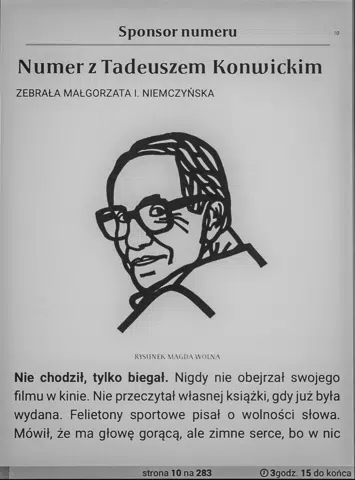 Sponsor numeru
Numer z Tadeuszem Konwickim
ZEBRAŁA MAŁGORZATA I. NIEMCZYŃSKA
RYSUNEK MAGDA WOLNA
Nie chodził, tylko biegał. Nigdy nie obejrzał swojego
filmu w kinie. Nie przeczytał własnej książki, gdy już była
wydana. Felietony sportowe pisał o wolności słowa.
Mówił, że ma głowę gorącą, ale zimne serce, bo w nic
strona 10 na 283
3godz. 15 do końca